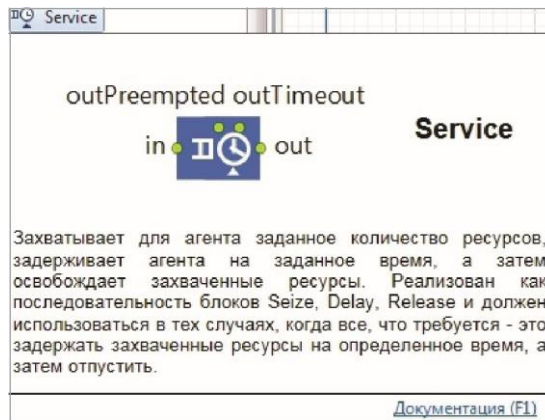 Service
outPreempted outTimeout
in out
Service
Захватывает для агента заданное количество ресурсов,
задерживает агента на заданное время, а затем
освобождает захваченные ресурсы. Реализован как
последовательность блоков Seize, Delay, Release и должен
использоваться в тех случаях, когда все, что требуется - это
задержать захваченные ресурсы на определенное время, а
затем отпустить.
Документация (F1)